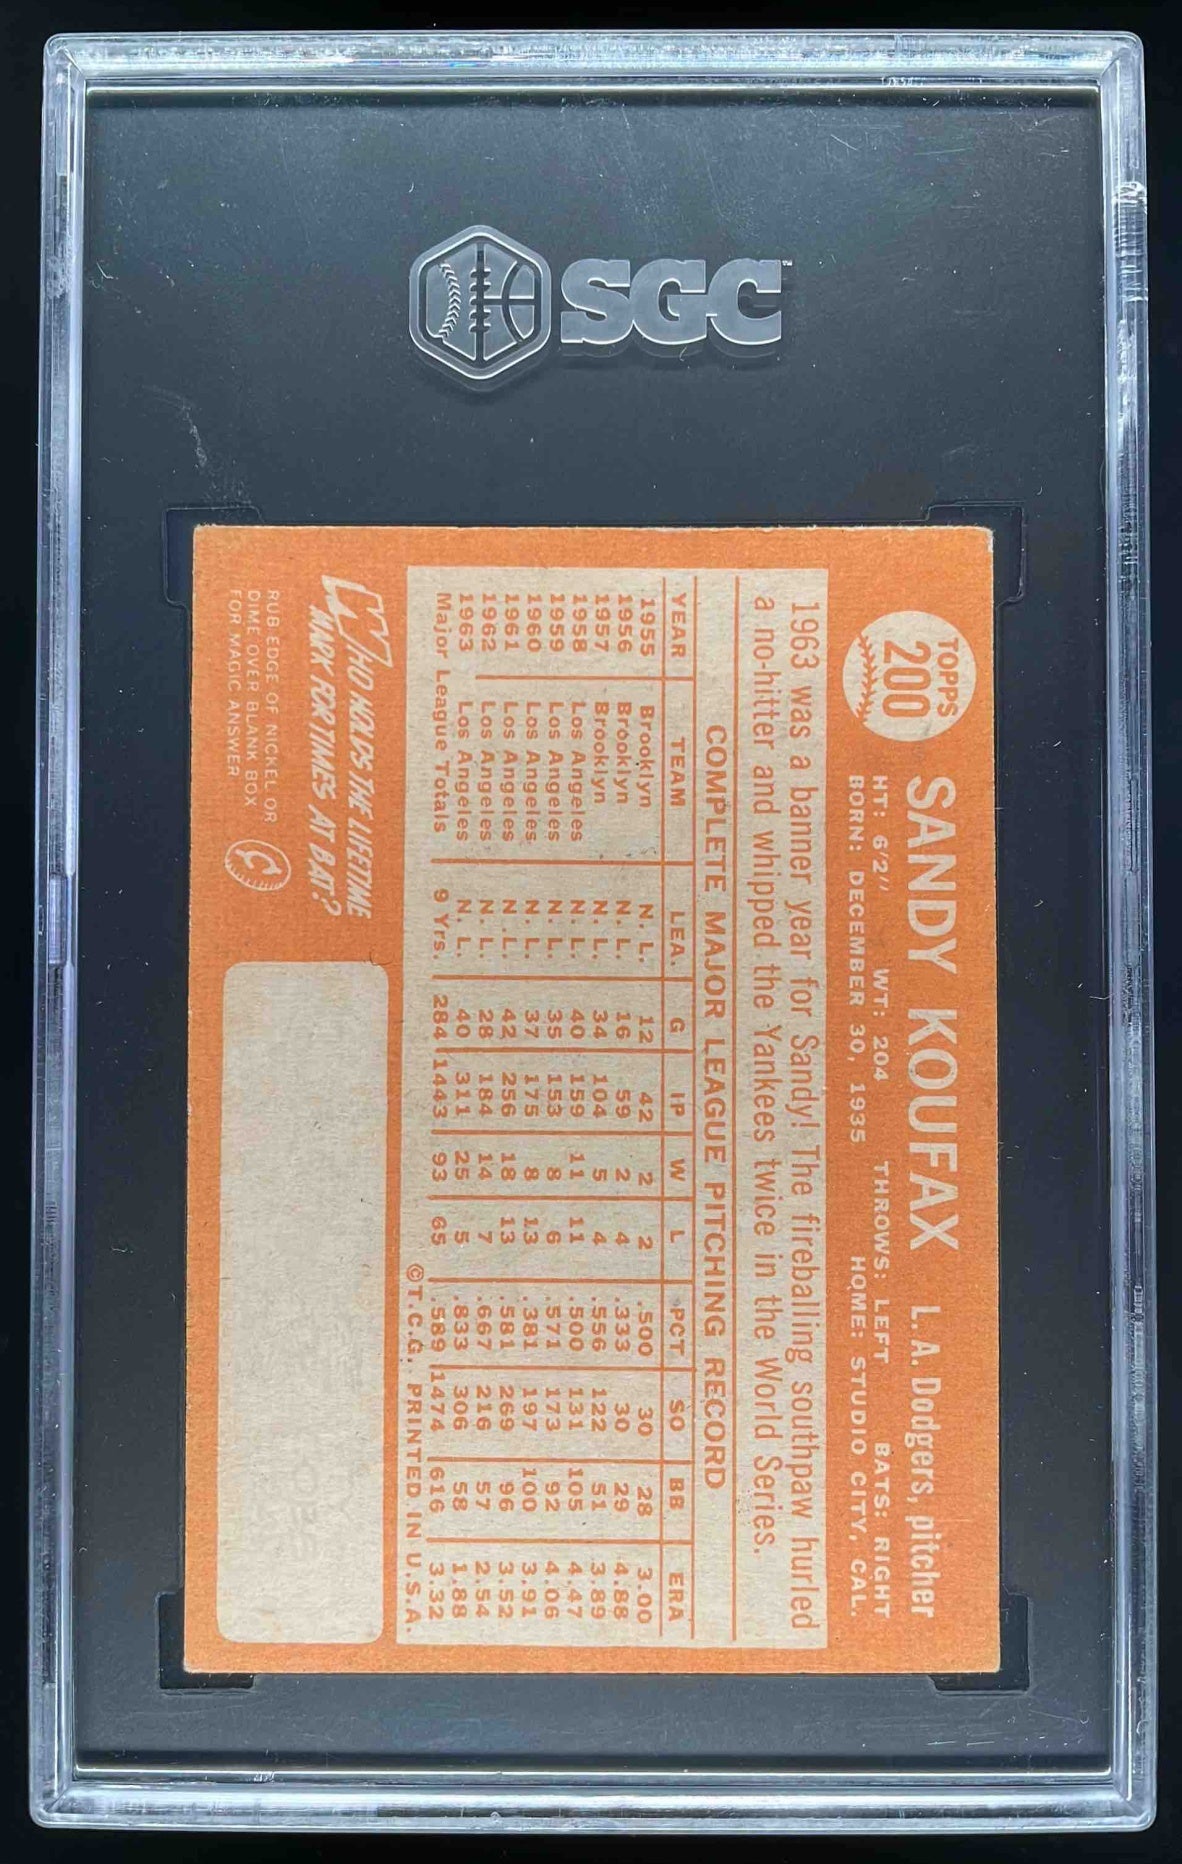 SGC™
TOPPS
200
SANDY KOUFAX L. A. Dodgers, pitcher
HT: 6'2" WT: 204 THROWS: LEFT BATS: RIGHT
BORN: DECEMBER 30, 1935 HOME: STUDIO CITY, CAL.
1963 was a banner year for Sandy! The fireballing southpaw hurled
a no-hitter and whipped the Yankees twice in the World Series.
COMPLETE MAJOR LEAGUE PITCHING RECORD
YEAR TEAM LEA. G IP W L PCT SO BB ERA
1955 Brooklyn N. L. 12 42 2 2 .500 30 28 3.00
1956 Brooklyn N. L. 16 59 2 4 .333 30 29 4.88
1957 Brooklyn N. L. 34 104 5 4 .556 122 51 3.89
1958 Los Angeles N. L. 40 159 11 11 .500 131 105 4.47
1959 Los Angeles N. L. 35 153 8 6 .571 173 92 4.06
1960 Los Angeles N. L. 37 175 8 13 .381 197 100 3.91
1961 Los Angeles N. L. 42 256 18 13 .581 269 96 3.52
1962 Los Angeles N. L. 28 184 14 7 .667 216 57 2.54
1963 Los Angeles N. L. 40 311 25 5 .833 306 58 1.88
Major League Totals 9 Yrs. 284 1443 93 65 .589 1474 616 3.32
© T.C.G. PRINTED IN U.S.A.
WHO HOLDS THE LIFETIME
MARK FOR TIMES AT BAT?
RUB EDGE OF NICKEL OR
DIME OVER BLANK BOX
FOR MAGIC ANSWER